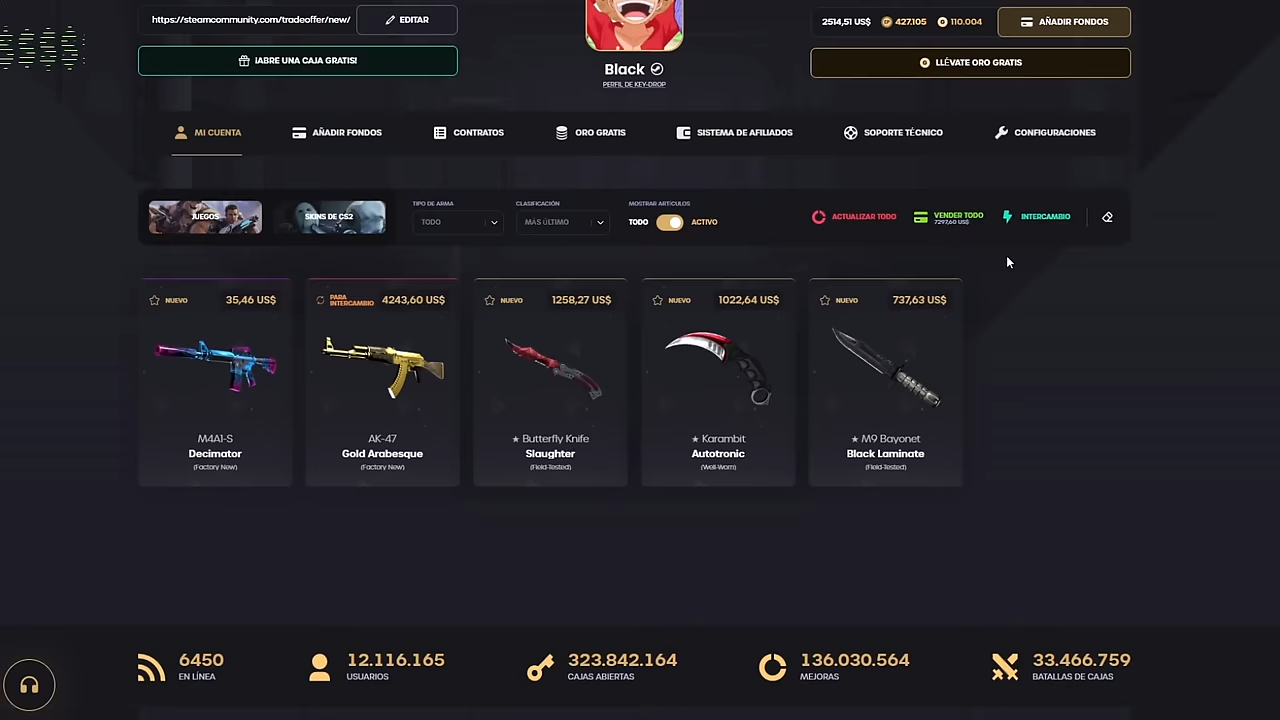 https://steamcommunity.com/tradeoffer/new/
EDITAR
2514,51 US$
427.105
110.004
AÑADIR FONDOS
¡ABRE UNA CAJA GRATIS!
LLÉVATE ORO GRATIS
Black
PERFIL DE KEY-DROP
MI CUENTA
AÑADIR FONDOS
CONTRATOS
ORO GRATIS
SISTEMA DE AFILIADOS
SOPORTE TÉCNICO
CONFIGURACIONES
JUEGOS
SKINS DE CS2
TIPO DE ARMA
TODO
CLASIFICACIÓN
MÁS ÚLTIMO
MOSTRAR ARTÍCULOS
TODO
ACTIVO
ACTUALIZAR TODO
VENDER TODO
7297,60 US$
INTERCAMBIO
NUEVO
35,46 US$
M4A1-S
Decimator
(Factory New)
PARA
INTERCAMBIO
4243,60 US$
AK-47
Gold Arabesque
(Factory New)
NUEVO
1258,27 US$
★ Butterfly Knife
Slaughter
(Field-Tested)
NUEVO
1022,64 US$
★ Karambit
Autotronic
(Well-Worn)
NUEVO
737,63 US$
★ M9 Bayonet
Black Laminate
(Field-Tested)
6450
EN LÍNEA
12.116.165
USUARIOS
323.842.164
CAJAS ABIERTAS
136.030.564
MEJORAS
33.466.759
BATALLAS DE CAJAS